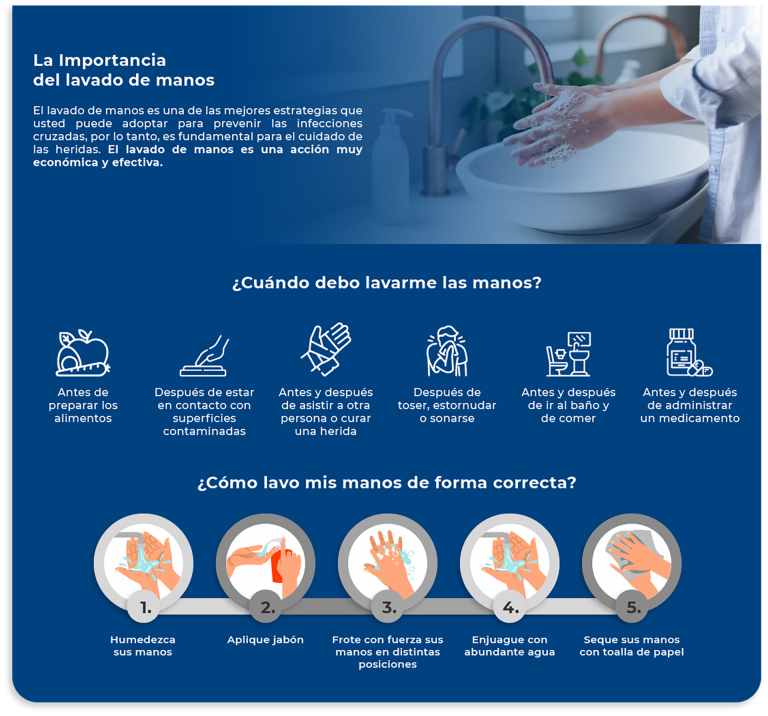 La Importancia
del lavado de manos
El lavado de manos es una de las mejores estrategias que
usted puede adoptar para prevenir las infecciones
cruzadas, por lo tanto, es fundamental para el cuidado de
las heridas. El lavado de manos es una acción muy
económica y efectiva.
¿Cuándo debo lavarme las manos?
Antes de
preparar los
alimentos
Después de estar
en contacto con
superficies
contaminadas
Antes y después
de asistir a otra
persona o curar
una herida
Después de
toser, estornudar
o sonarse
Antes y después
de ir al baño y
de comer
Antes y después
de administrar
un medicamento
¿Cómo lavo mis manos de forma correcta?
1.
Humedezca
sus manos
2.
Aplique jabón
3.
Frote con fuerza sus
manos en distintas
posiciones
4.
Enjuague con
abundante agua
5.
Seque sus manos
con toalla de papel